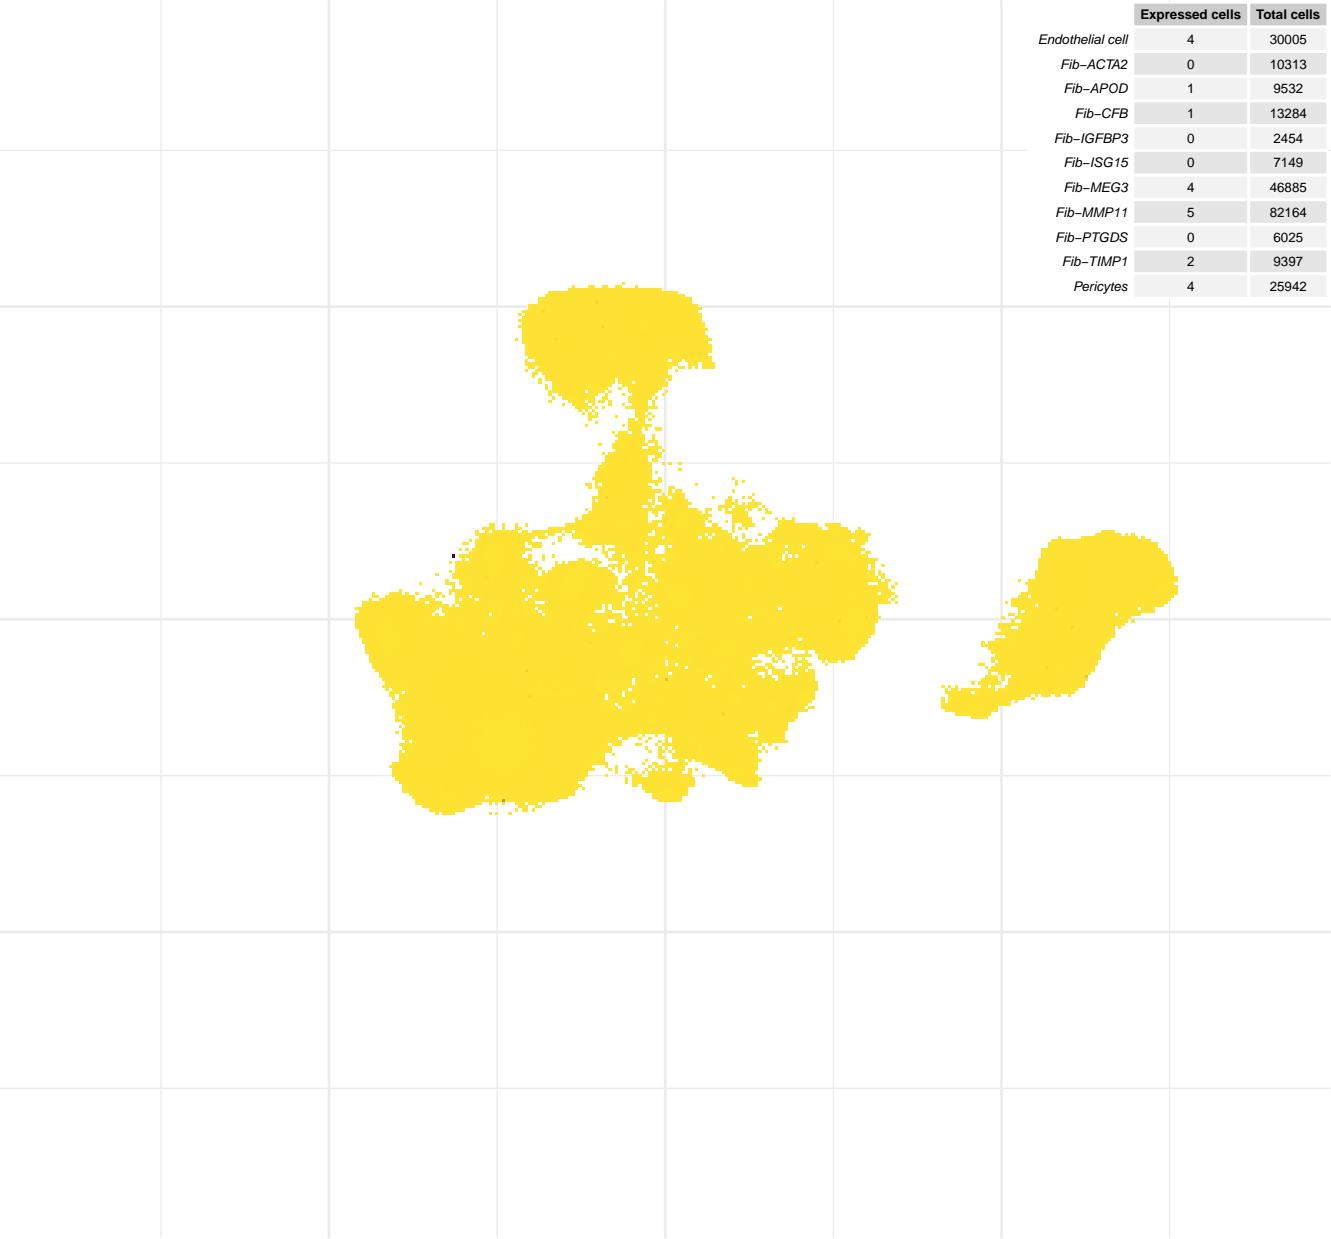 Expressed cells Total cells
Endothelial cell 4 30005
Fib−ACTA2 0 10313
Fib−APOD 1 9532
Fib−CFB 1 13284
Fib−IGFBP3 0 2454
Fib−ISG15 0 7149
Fib−MEG3 4 46885
Fib−MMP11 5 82164
Fib−PTGDS 0 6025
Fib−TIMP1 2 9397
Pericytes 4 25942